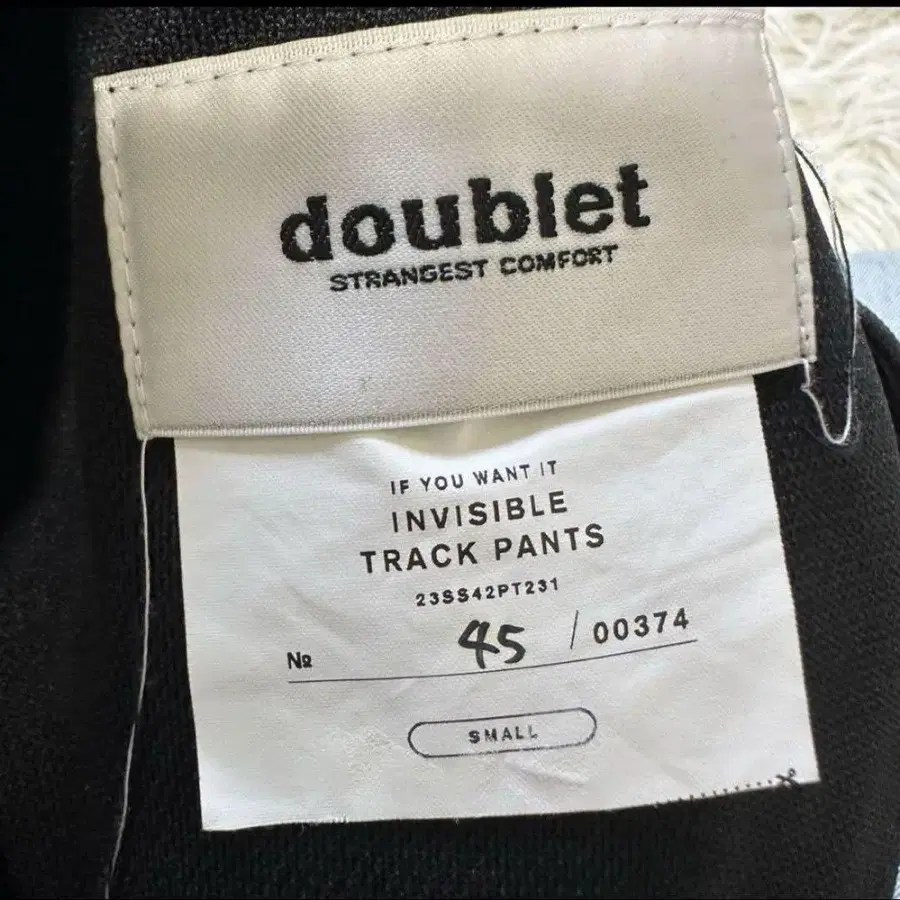 doublet
STRANGEST COMFORT
IF YOU WANT IT
INVISIBLE
TRACK PANTS
23SS42PT231
№ 45 / 00374
SMALL